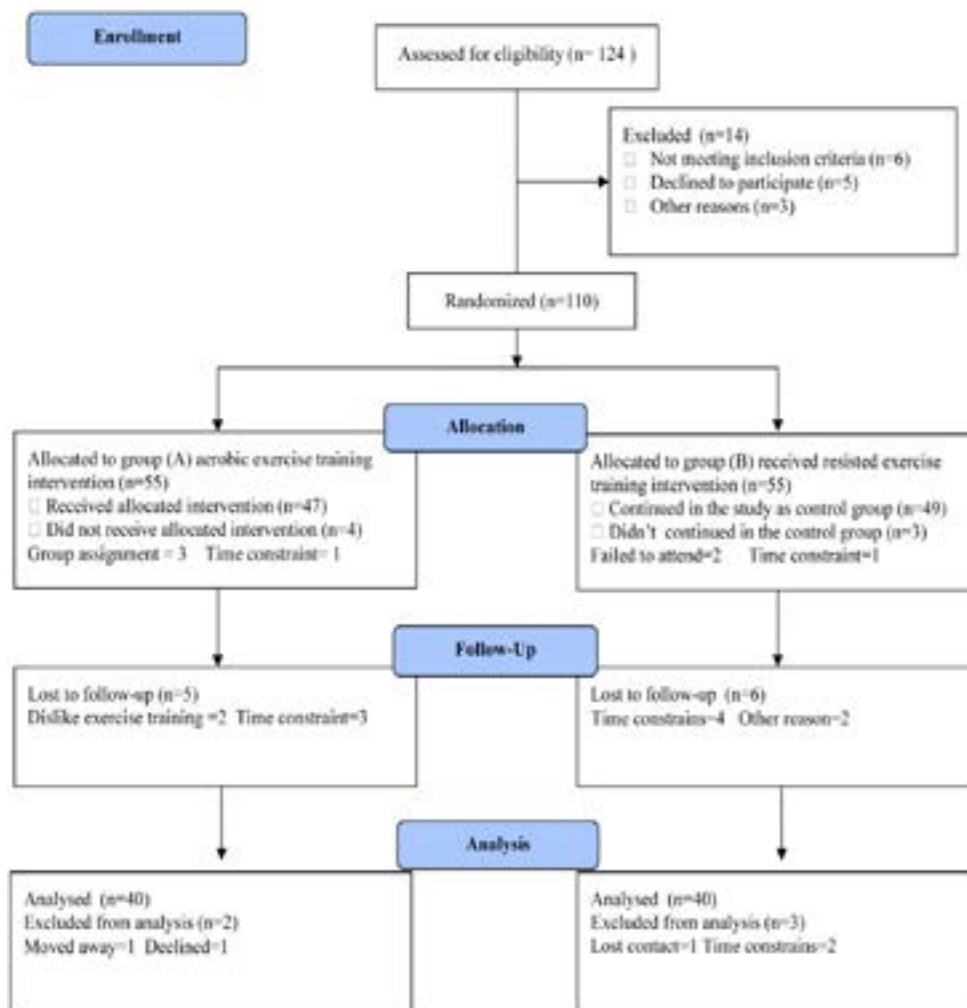 Enrollment
Assessed for eligibility (n= 124 )
Excluded (n=14)
□ Not meeting inclusion criteria (n=6)
□ Declined to participate (n=5)
□ Other reasons (n=3)
Randomized (n=110)
Allocation
Allocated to group (A) aerobic exercise training
intervention (n=55)
□ Received allocated intervention (n=47)
□ Did not receive allocated intervention (n=4)
Group assignment = 3 Time constraint= 1
Allocated to group (B) received resisted exercise
training intervention (n=55)
□ Continued in the study as control group (n=49)
□ Didn't continued in the control group (n=3)
Failed to attend=2 Time constraint=1
Follow-Up
Lost to follow-up (n=5)
Dislike exercise training =2 Time constraint=3
Lost to follow-up (n=6)
Time constrains=4 Other reason=2
Analysis
Analysed (n=40)
Excluded from analysis (n=2)
Moved away=1 Declined=1
Analysed (n=40)
Excluded from analysis (n=3)
Lost contact=1 Time constrains=2